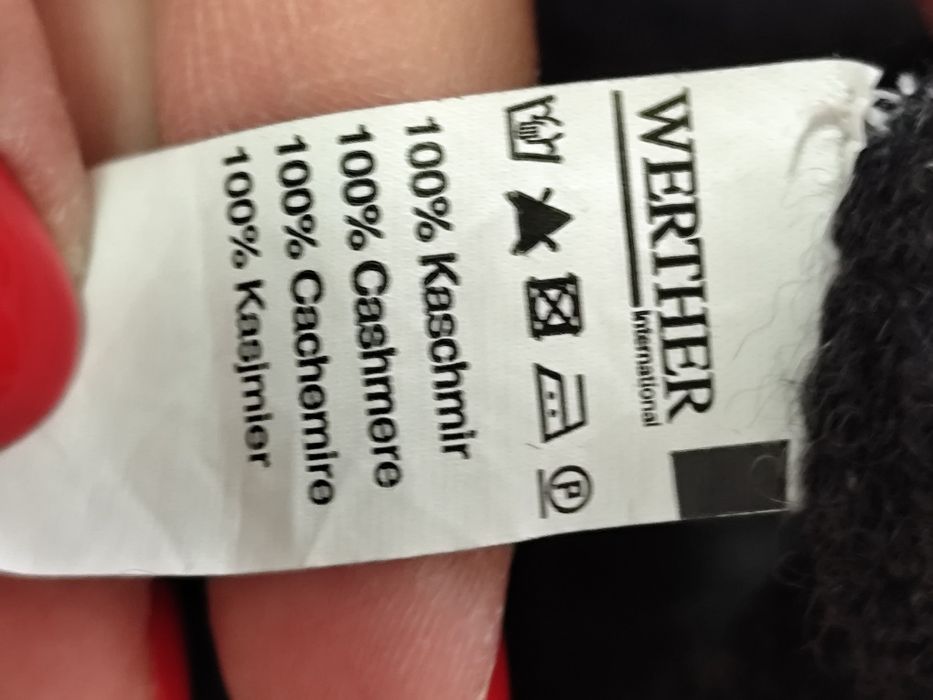 WERTHER
International
P
100% Kaschmir
100% Cashmere
100% Cachemire
100% Kasjmier